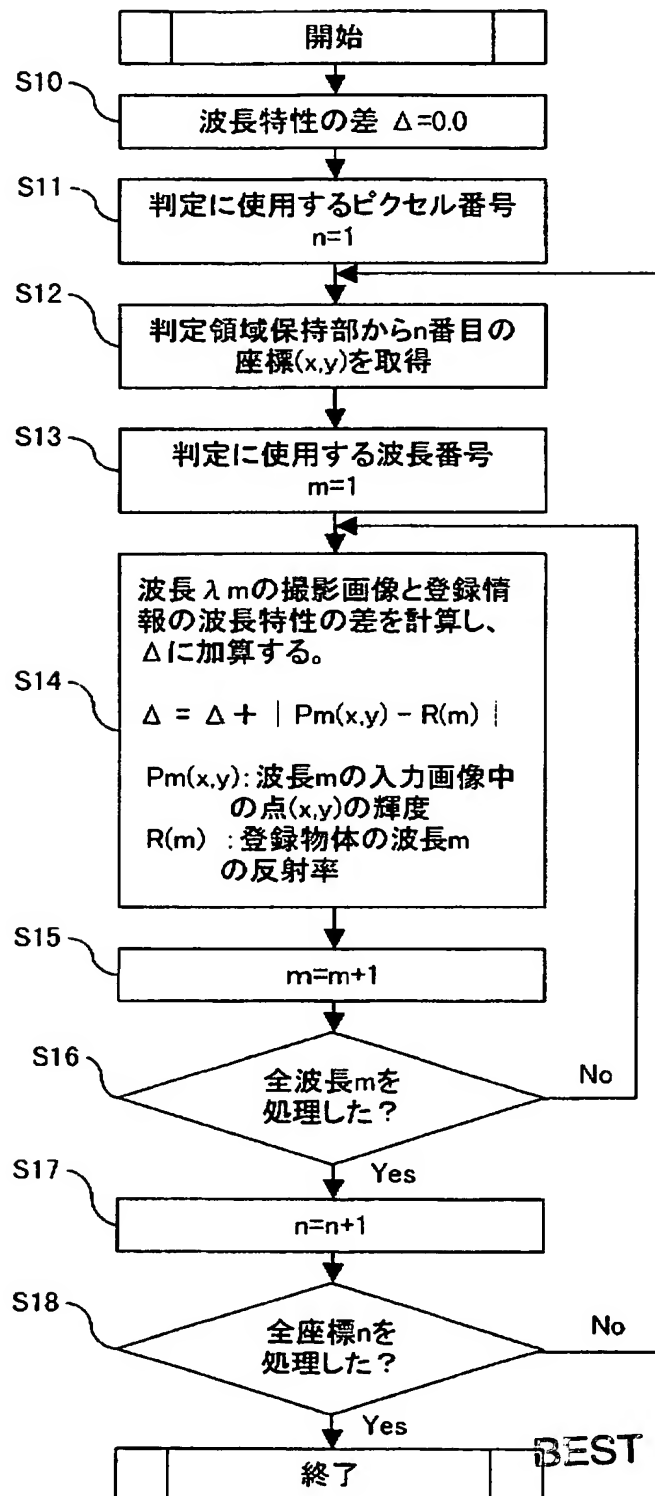 開始
S10
波長特性の差 Δ=0.0
S11
判定に使用するピクセル番号
n=1
S12
判定領域保持部からn番目の
座標(x,y)を取得
S13
判定に使用する波長番号
m=1
S14
波長λmの撮影画像と登録情
報の波長特性の差を計算し、
Δに加算する。
Δ = Δ + | Pm(x,y) - R(m) |
Pm(x,y):波長mの入力画像中
の点(x,y)の輝度
R(m) :登録物体の波長m
の反射率
S15
m=m+1
S16
全波長mを
処理した?
No
Yes
S17
n=n+1
S18
全座標nを
処理した?
No
Yes
終了
BEST